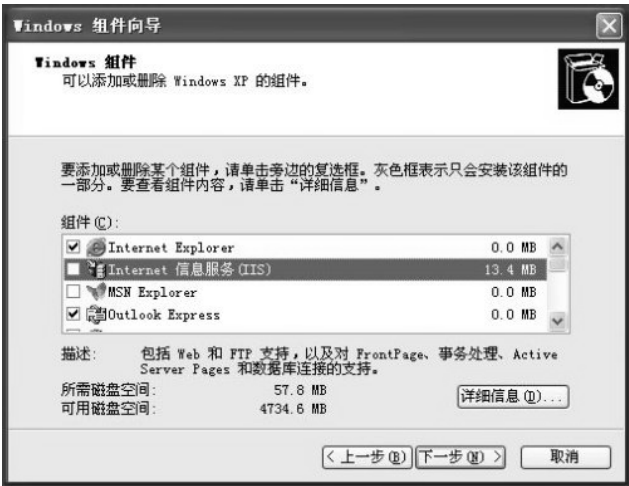 Windows 组件向导
Windows 组件
可以添加或删除 Windows XP 的组件。
要添加或删除某个组件，请单击旁边的复选框。灰色框表示只会安装该组件的
一部分。要查看组件内容，请单击“详细信息”。
组件(C):
Internet Explorer 0.0 MB
Internet 信息服务(IIS) 13.4 MB
MSN Explorer 0.0 MB
Outlook Express 0.0 MB
描述: 包括 Web 和 FTP 支持，以及对 FrontPage、事务处理、Active
Server Pages 和数据库连接的支持。
所需磁盘空间: 57.8 MB
可用磁盘空间: 4734.6 MB
详细信息(D)...
< 上一步(B) 下一步(N) > 取消